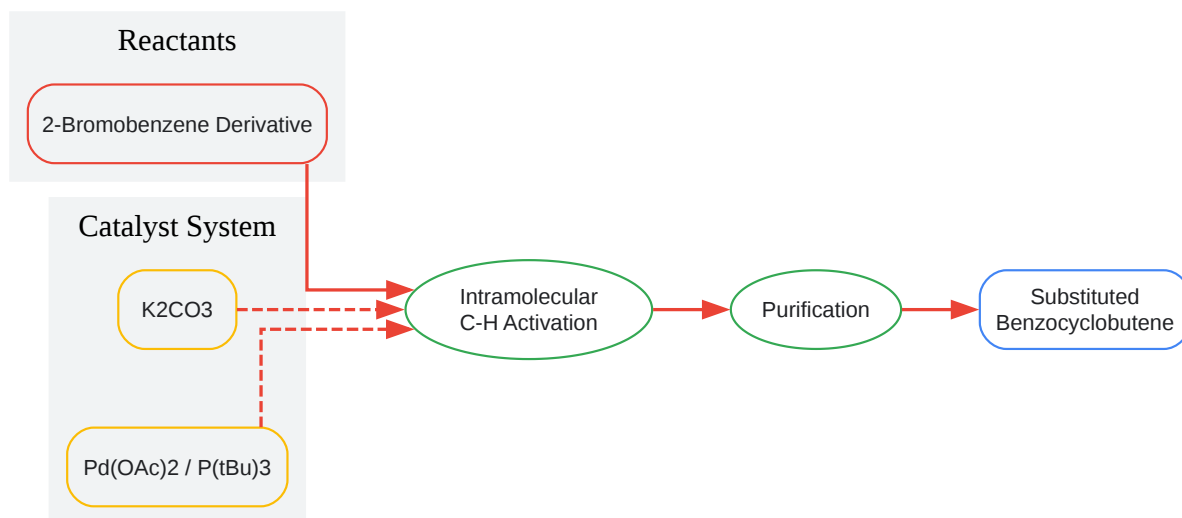 Reactants
2-Bromobenzene Derivative
Catalyst System
K2CO3
Pd(OAc)2 / P(tBu)3
Intramolecular
C-H Activation
Purification
Substituted
Benzocyclobutene